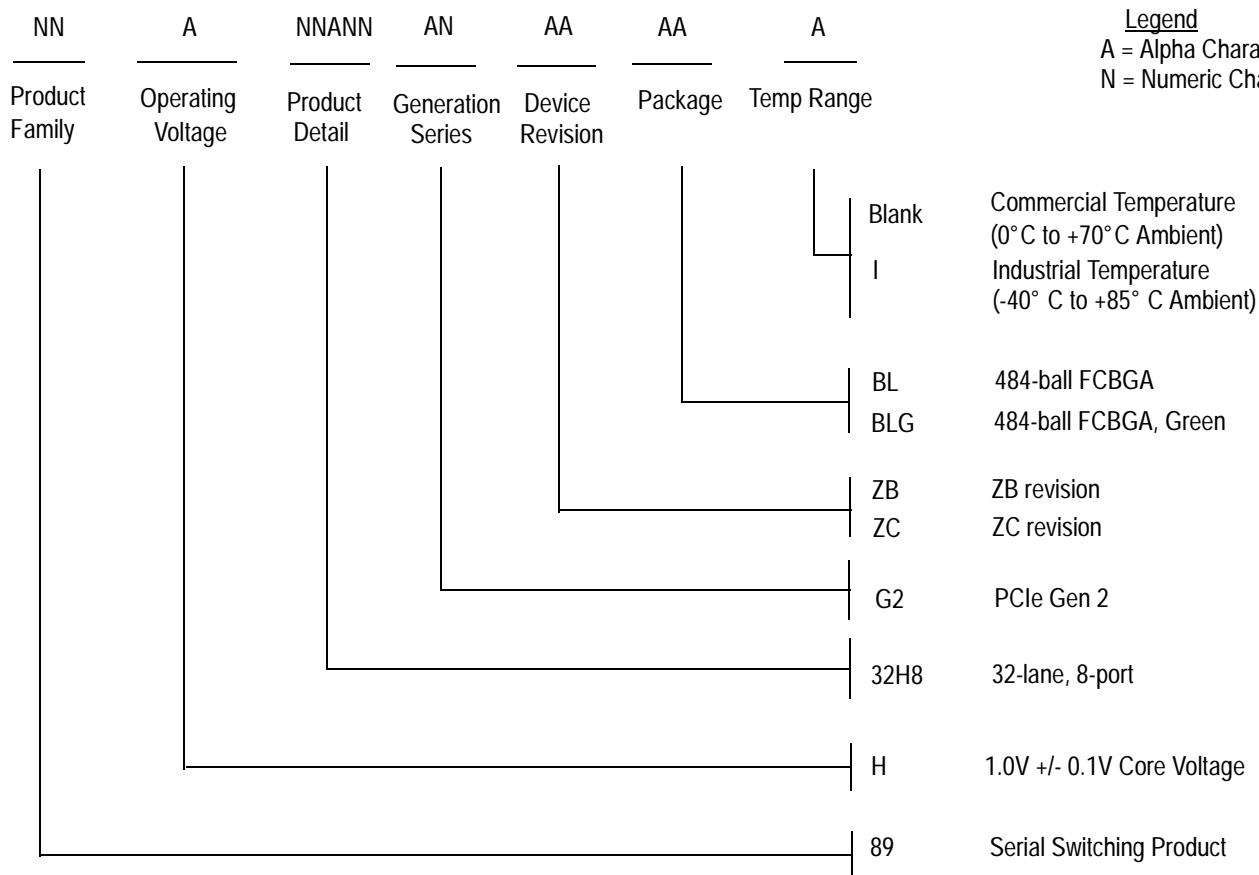 NN A NNANN AN AA AA A
Legend
A = Alpha
N = Numeric
Product Family
Operating Voltage
Product Detail
Generation Series
Device Revision
Package
Temp Range
Blank Commercial Temperature
(0°C to +70°C Ambient)
I Industrial Temperature
(-40° C to +85° C Ambient)
BL 484-ball FCBGA
BLG 484-ball FCBGA, Green
ZB ZB revision
ZC ZC revision
G2 PCIe Gen 2
32H8 32-lane, 8-port
H 1.0V +/- 0.1V Core Voltage
89 Serial Switching Product